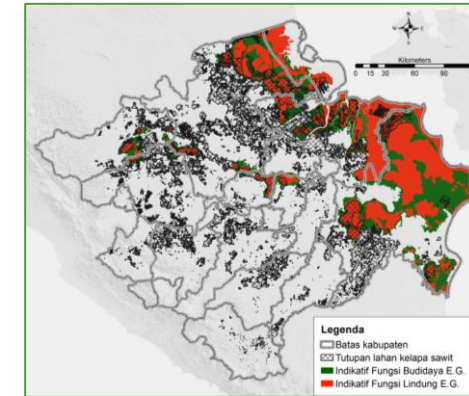 N
W E
S
Kilometers
0 15 30 60 90
Legenda
Batas kabupaten
Tutupan lahan kelapa sawit
Indikatif Fungsi Budidaya E.G.
Indikatif Fungsi Lindung E.G.